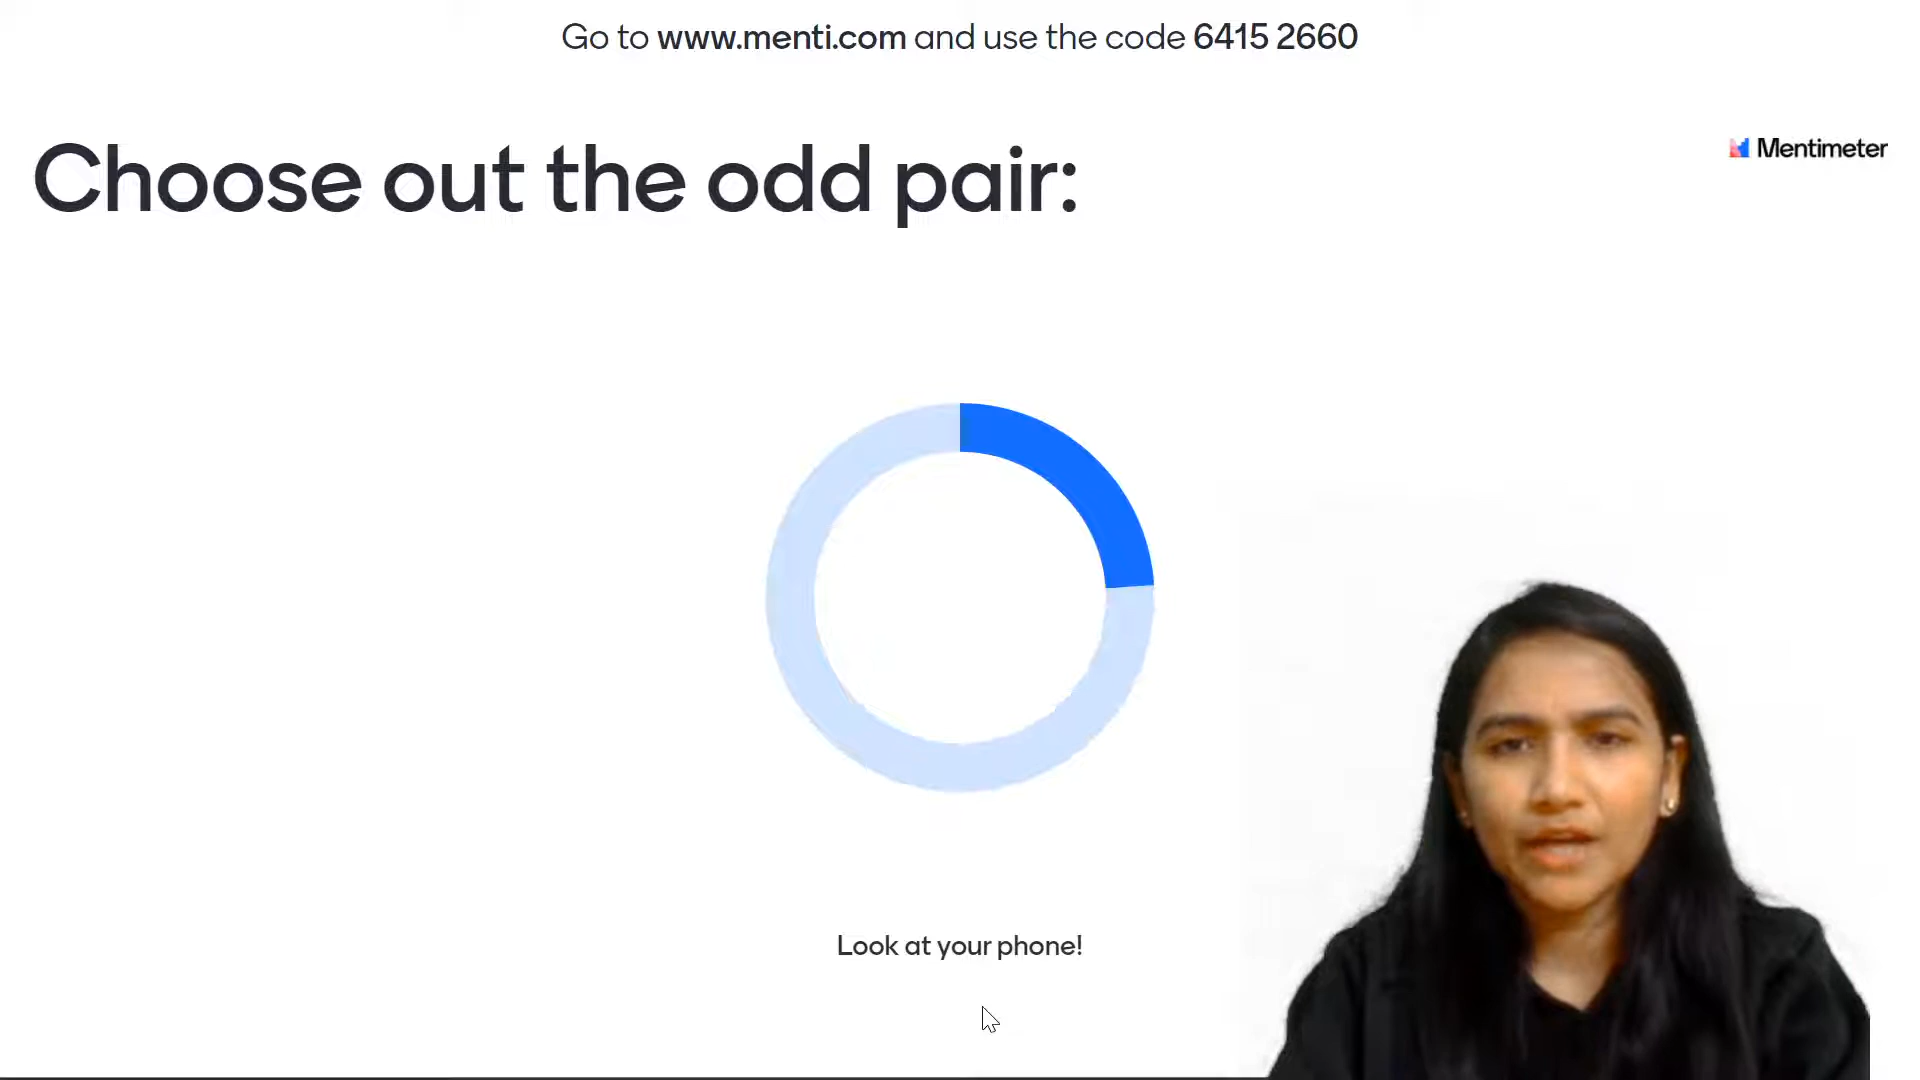 Go to www.menti.com and use the code 6415 2660
Mentimeter
Choose out the odd pair:
Look at your phone!